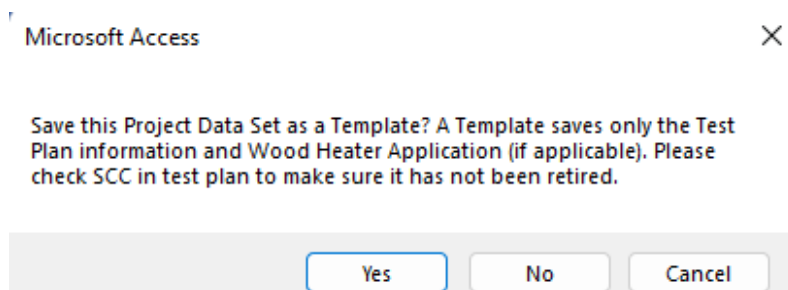 Microsoft Access
Save this Project Data Set as a Template? A Template saves only the Test
Plan information and Wood Heater Application (if applicable). Please
check SCC in test plan to make sure it has not been retired.
Yes No Cancel